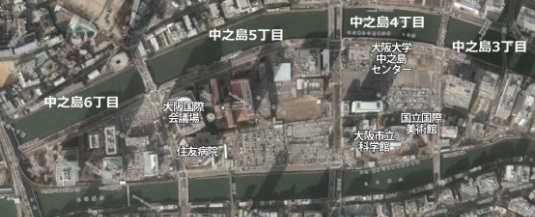 中之島5丁目
中之島4丁目
中之島3丁目
大阪大学
中之島
センター
中之島6丁目
大阪国際
会議場
国立国際
美術館
大阪市立
科学館
住友病院